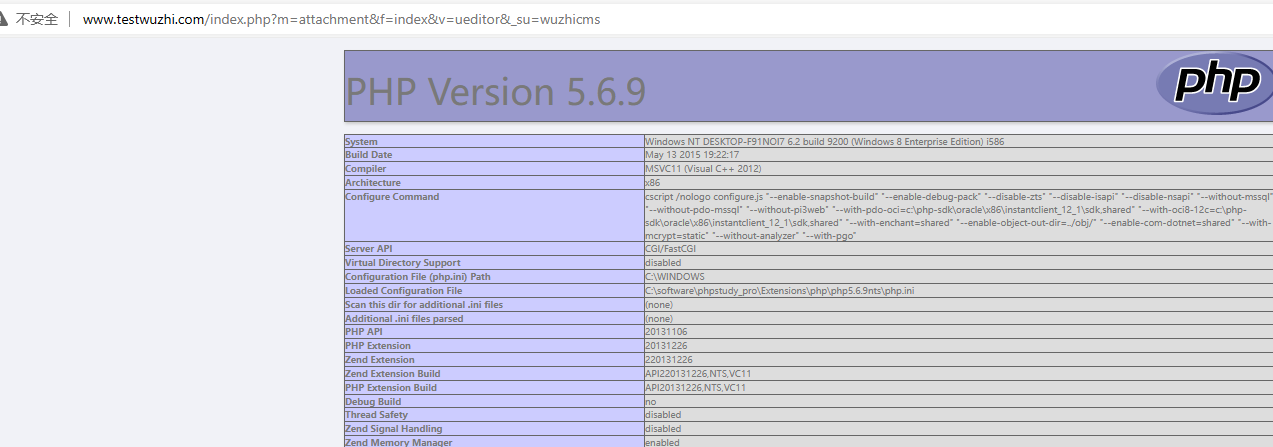 不安全 www.testwuzhi.com/index.php?m=attachment&f=index&v=ueditor&_su=wuzhicms
PHP Version 5.6.9 php
System Windows NT DESKTOP-F91NOI7 6.2 build 9200 (Windows 8 Enterprise Edition) i586
Build Date May 13 2015 19:22:17
Compiler MSVC11 (Visual C++ 2012)
Architecture x86
Configure Command cscript /nologo configure.js "--enable-snapshot-build" "--enable-debug-pack" "--disable-zts" "--disable-isapi" "--disable-nsapi" "--without-mssql"
"--without-pdo-mssql" "--without-pi3web" "--with-pdo-oci=c:\php-sdk\oracle\x86\instantclient_12_1\sdk,shared" "--with-oci8-12c=c:\php-
sdk\oracle\x86\instantclient_12_1\sdk,shared" "--with-enchant=shared" "--enable-object-out-dir=../obj/" "--enable-com-dotnet=shared" "--with-
mcrypt=static" "--without-analyzer" "--with-pgo"
Server API CGI/FastCGI
Virtual Directory Support disabled
Configuration File (php.ini) Path C:\WINDOWS
Loaded Configuration File C:\software\phpstudy_pro\Extensions\php\php5.6.9nts\php.ini
Scan this dir for additional .ini files (none)
Additional .ini files parsed (none)
PHP API 20131106
PHP Extension 20131226
Zend Extension 220131226
Zend Extension Build API220131226,NTS,VC11
PHP Extension Build API20131226,NTS,VC11
Debug Build no
Thread Safety disabled
Zend Signal Handling disabled
Zend Memory Manager enabled